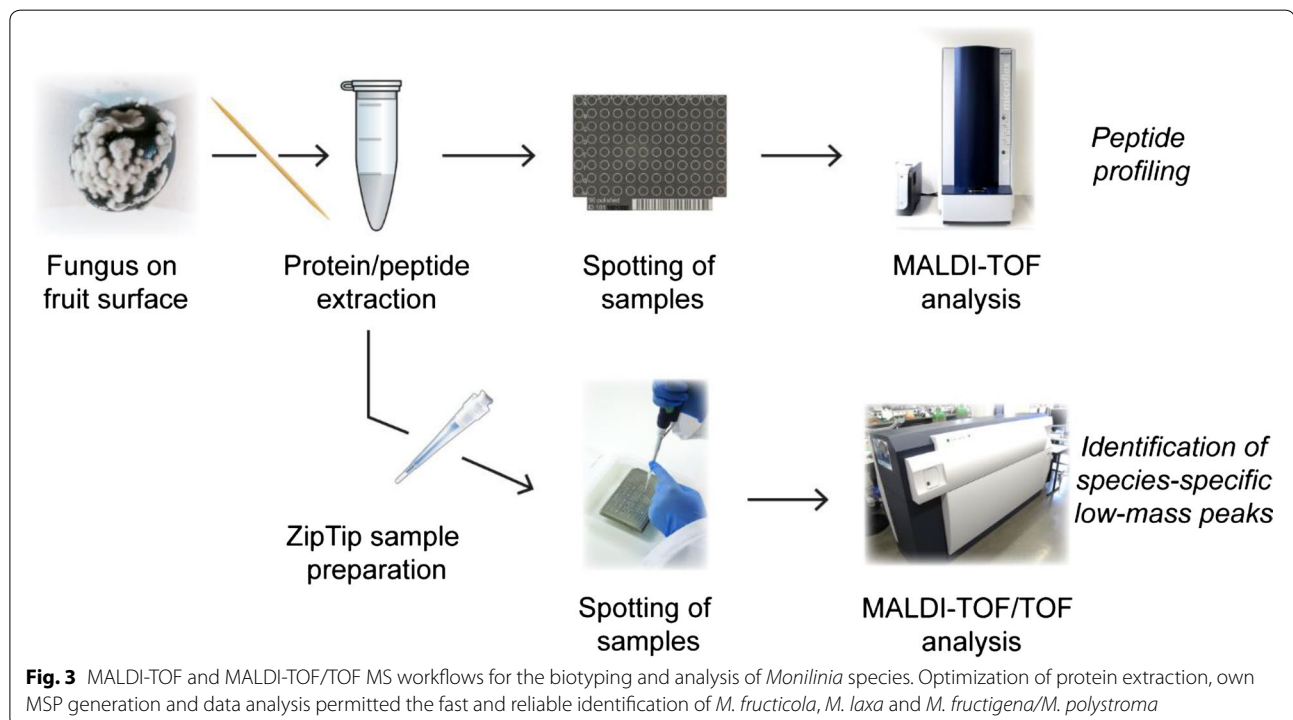 Peptide
profiling
Fungus on
fruit surface
Protein/peptide
extraction
Spotting of
samples
MALDI-TOF
analysis
ZipTip sample
preparation
Spotting of
samples
MALDI-TOF/TOF
analysis
Identification of
species-specific
low-mass peaks
Fig. 3 MALDI-TOF and MALDI-TOF/TOF MS workflows for the biotyping and analysis of Monilinia species. Optimization of protein extraction, own
MSP generation and data analysis permitted the fast and reliable identification of M. fructicola, M. laxa and M. fructigena/M. polystroma